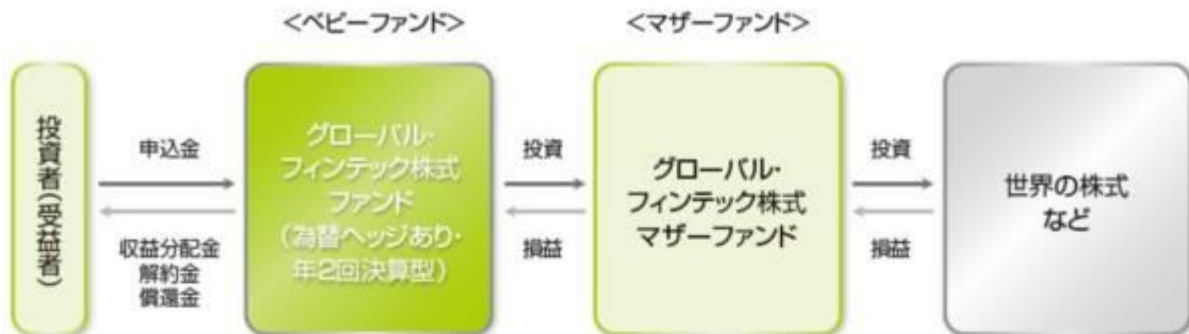 <ベビーファンド>
<マザーファンド>
投資者(受益者)
申込金
収益分配金
解約金
償還金
グローバル・
フィンテック株式
ファンド
(為替ヘッジあり・
年2回決算型)
投資
損益
グローバル・
フィンテック株式
マザーファンド
投資
損益
世界の株式
など